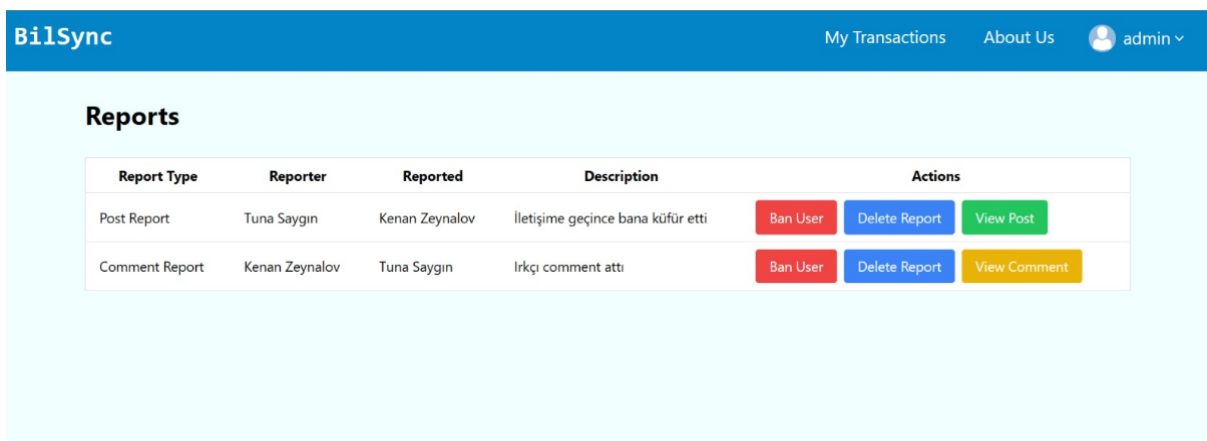 BilSync My Transactions About Us admin
Reports
Report Type Reporter Reported Description Actions
Post Report Tuna Saygın Kenan Zeynalov İletişime geçince bana küfür etti Ban User Delete Report View Post
Comment Report Kenan Zeynalov Tuna Saygın Irkçı comment attı Ban User Delete Report View Comment